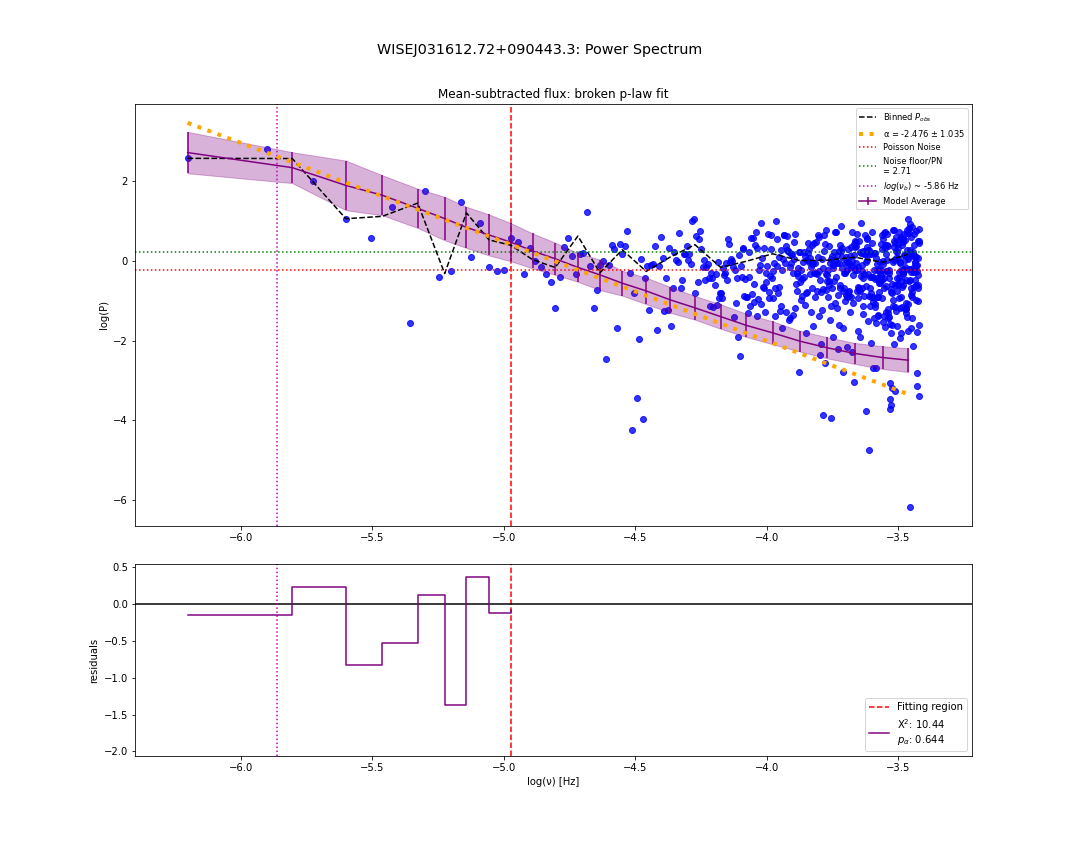 WISEJ031612.72+090443.3: Power Spectrum
Mean-subtracted flux: broken p-law fit
Binned P_obs
α = -2.476 ± 1.035
Poisson Noise
Noise floor/PN
= 2.71
log(ν_b) ~ -5.86 Hz
Model Average
log(P)
2
0
−2
−4
−6
−6.0
−5.5
−5.0
−4.5
−4.0
−3.5
residuals
0.5
0.0
−0.5
−1.0
−1.5
−2.0
Fitting region
X²: 10.44
p_α: 0.644
−6.0
−5.5
−5.0
−4.5
−4.0
−3.5
log(ν) [Hz]